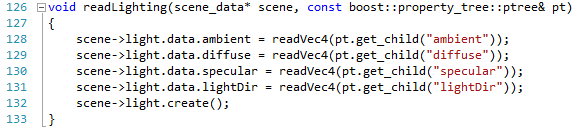 126 void readLighting(scene_data* scene, const boost::property_tree::ptree& pt)
127 {
128 scene->light.data.ambient = readVec4(pt.get_child("ambient"));
129 scene->light.data.diffuse = readVec4(pt.get_child("diffuse"));
130 scene->light.data.specular = readVec4(pt.get_child("specular"));
131 scene->light.data.lightDir = readVec4(pt.get_child("lightDir"));
132 scene->light.create();
133 }